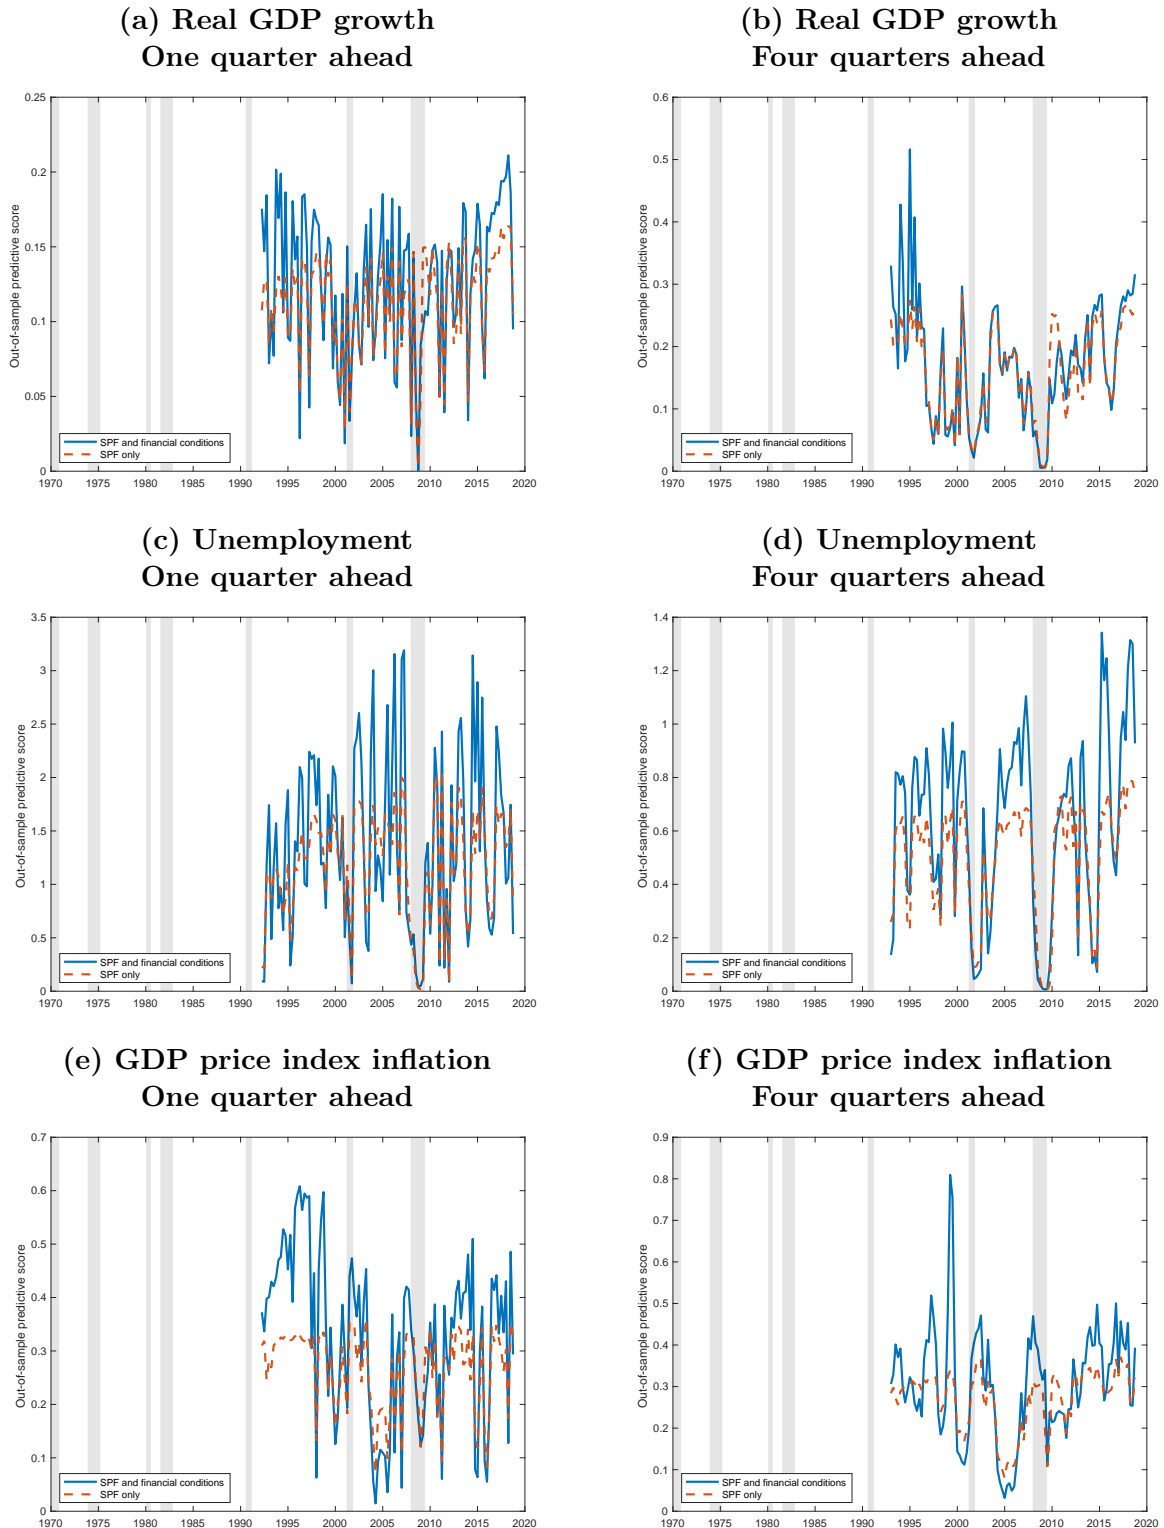 (a) Real GDP growth
One quarter ahead
Out-of-sample predictive score
0.25
0.2
0.15
0.1
0.05
0
SPF and financial conditions
SPF only
1970 1975 1980 1985 1990 1995 2000 2005 2010 2015 2020
(b) Real GDP growth
Four quarters ahead
Out-of-sample predictive score
0.6
0.5
0.4
0.3
0.2
0.1
0
SPF and financial conditions
SPF only
1970 1975 1980 1985 1990 1995 2000 2005 2010 2015 2020
(c) Unemployment
One quarter ahead
Out-of-sample predictive score
3.5
3
2.5
2
1.5
1
0.5
0
SPF and financial conditions
SPF only
1970 1975 1980 1985 1990 1995 2000 2005 2010 2015 2020
(d) Unemployment
Four quarters ahead
Out-of-sample predictive score
1.4
1.2
1
0.8
0.6
0.4
0.2
0
SPF and financial conditions
SPF only
1970 1975 1980 1985 1990 1995 2000 2005 2010 2015 2020
(e) GDP price index inflation
One quarter ahead
Out-of-sample predictive score
0.7
0.6
0.5
0.4
0.3
0.2
0.1
0
SPF and financial conditions
SPF only
1970 1975 1980 1985 1990 1995 2000 2005 2010 2015 2020
(f) GDP price index inflation
Four quarters ahead
Out-of-sample predictive score
0.9
0.8
0.7
0.6
0.5
0.4
0.3
0.2
0.1
0
SPF and financial conditions
SPF only
1970 1975 1980 1985 1990 1995 2000 2005 2010 2015 2020